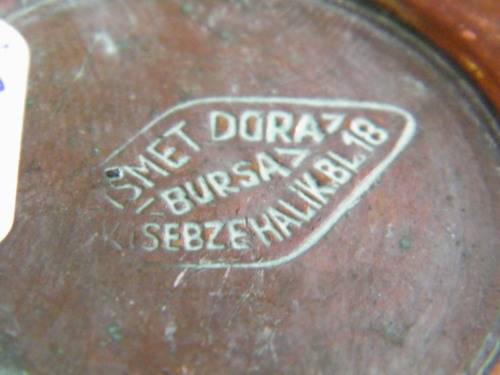 İSMET DORA
BURSA
SEBZE HALİ K.BL.18